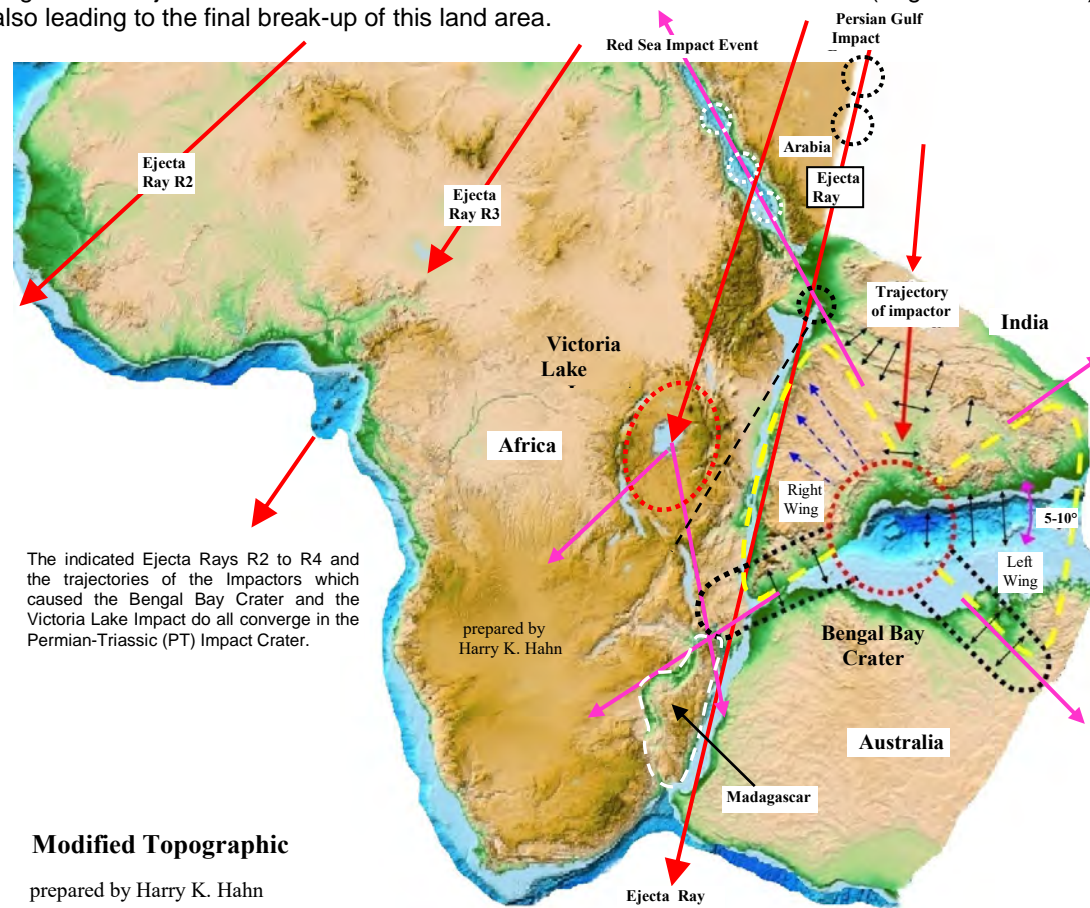 also leading to the final break-up of this land area.
Persian Gulf
Impact
Red Sea Impact Event
Arabia
Ejecta
Ray R2
Ejecta
Ray R3
Ejecta
Ray
Trajectory
of impactor
India
Victoria
Lake
Africa
Right
Wing
5-10°
Left
Wing
The indicated Ejecta Rays R2 to R4 and
the trajectories of the Impactors which
caused the Bengal Bay Crater and the
Victoria Lake Impact do all converge in the
Permian-Triassic (PT) Impact Crater.
prepared by
Harry K. Hahn
Bengal Bay
Crater
Australia
Madagascar
Modified Topographic
prepared by Harry K. Hahn
Ejecta Ray